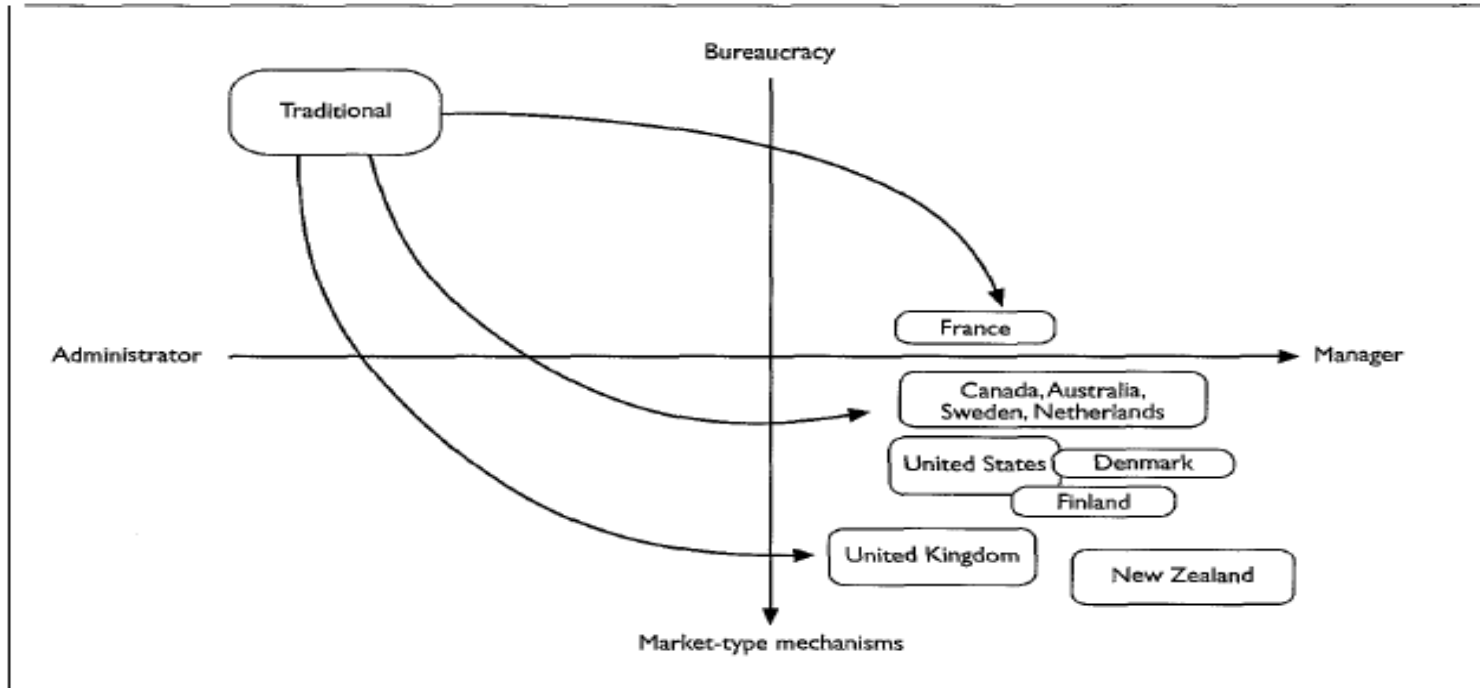 Bureaucracy
Traditional
France
Administrator
Manager
Canada, Australia,
Sweden, Netherlands
United States
Denmark
Finland
United Kingdom
New Zealand
Market-type mechanisms